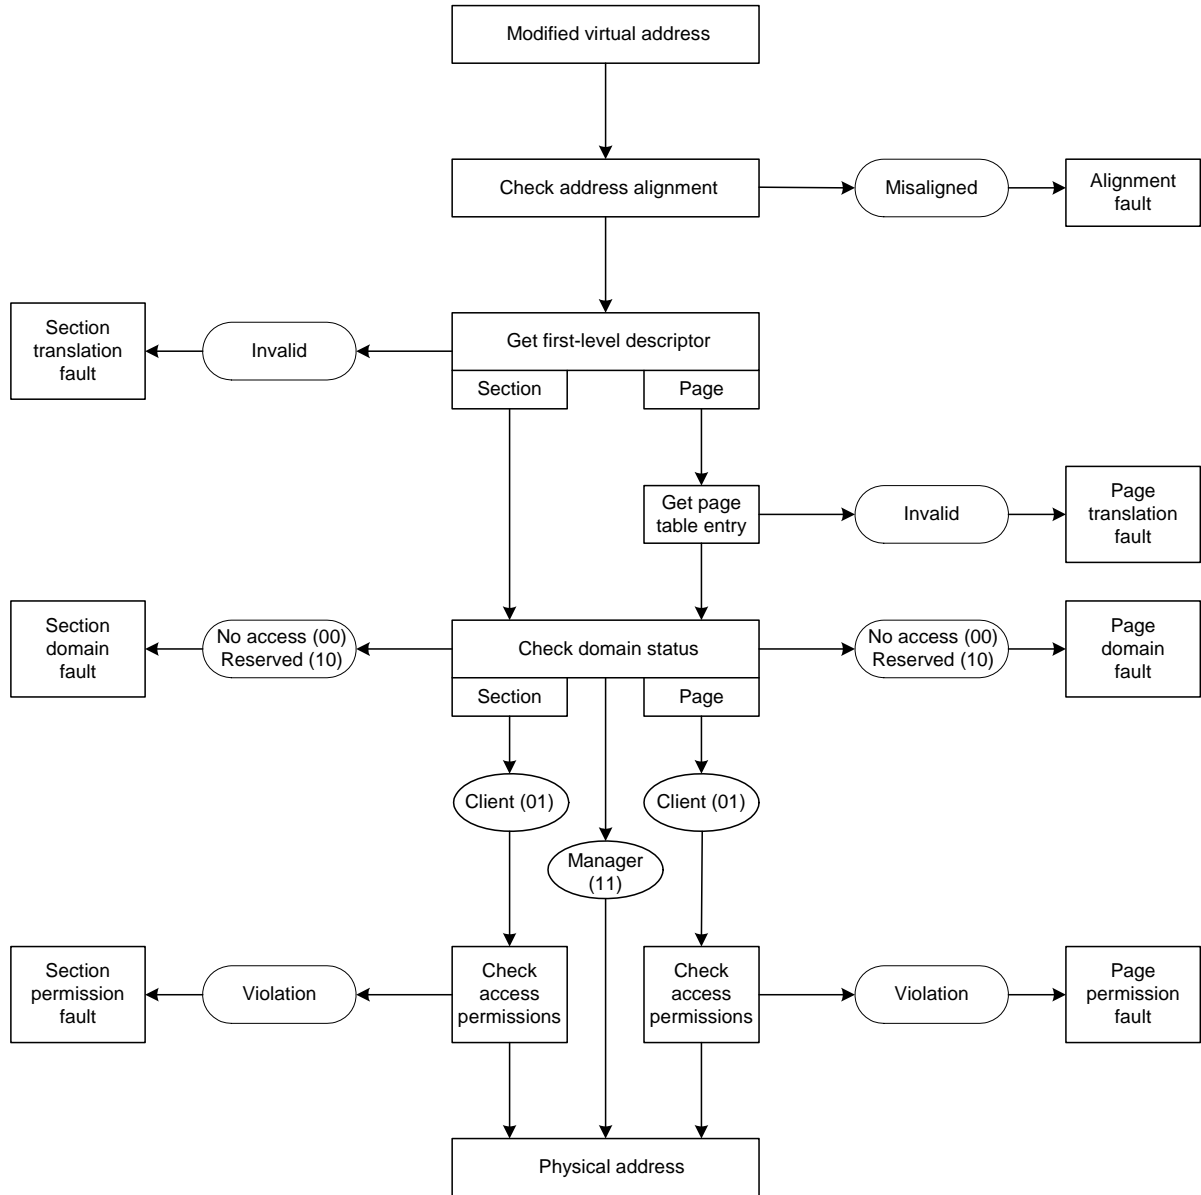 Modified virtual address
Check address alignment
Misaligned
Alignment
fault
Section
translation
fault
Invalid
Get first-level descriptor
Section
Page
Get page
table entry
Invalid
Page
translation
fault
Section
domain
fault
No access (00)
Reserved (10)
Check domain status
No access (00)
Reserved (10)
Page
domain
fault
Section
Page
Client (01)
Client (01)
Manager
(11)
Section
permission
fault
Violation
Check
access
permissions
Check
access
permissions
Violation
Page
permission
fault
Physical address